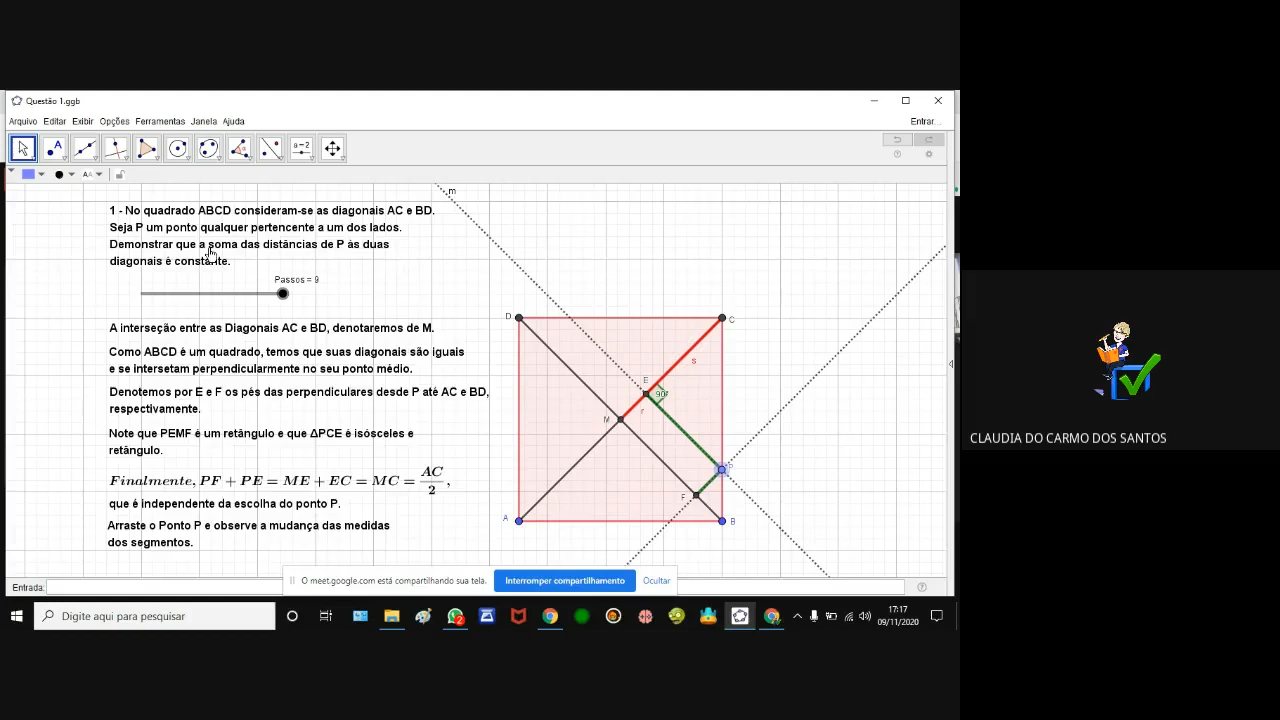 Questão 1.ggb
Arquivo Editar Exibir Opções Ferramentas Janela Ajuda
Entrar...
A
a=2
AA
m
1 - No quadrado ABCD consideram-se as diagonais AC e BD.
Seja P um ponto qualquer pertencente a um dos lados.
Demonstrar que a soma das distâncias de P às duas
diagonais é constante.
Passos = 9
A interseção entre as Diagonais AC e BD, denotaremos de M.
Como ABCD é um quadrado, temos que suas diagonais são iguais
e se intersetam perpendicularmente no seu ponto médio.
Denotemos por E e F os pés das perpendiculares desde P até AC e BD,
respectivamente.
Note que PEMF é um retângulo e que ΔPCE é isósceles e
retângulo.
Finalmente, PF + PE = ME + EC = MC = AC/2,
que é independente da escolha do ponto P.
Arraste o Ponto P e observe a mudança das medidas
dos segmentos.
D
C
s
E
90°
r
M
P
F
A
B
CLAUDIA DO CARMO DOS SANTOS
O meet.google.com está compartilhando sua tela.
Interromper compartilhamento
Ocultar
Entrada:
Digite aqui para pesquisar
2
17:17
09/11/2020